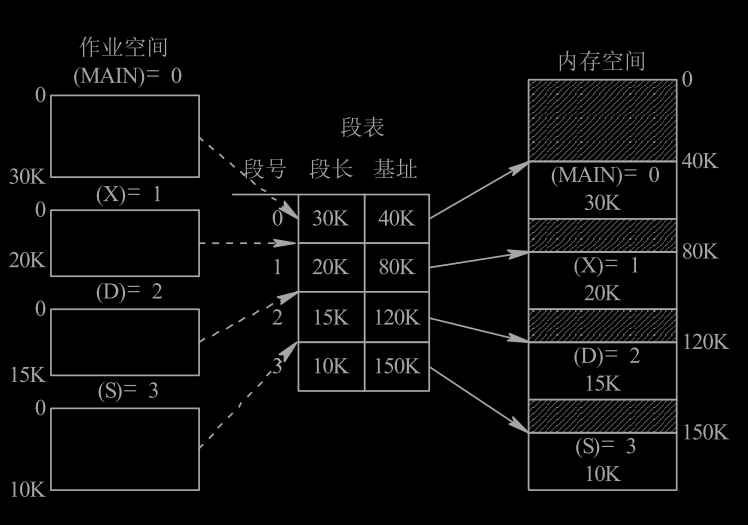 作业空间
(MAIN)= 0
0
30K
(X)= 1
0
20K
(D)= 2
0
15K
(S)= 3
0
10K
段表
段号 段长 基址
0 30K 40K
1 20K 80K
2 15K 120K
3 10K 150K
内存空间
0
40K
(MAIN)= 0
30K
80K
(X)= 1
20K
120K
(D)= 2
15K
150K
(S)= 3
10K